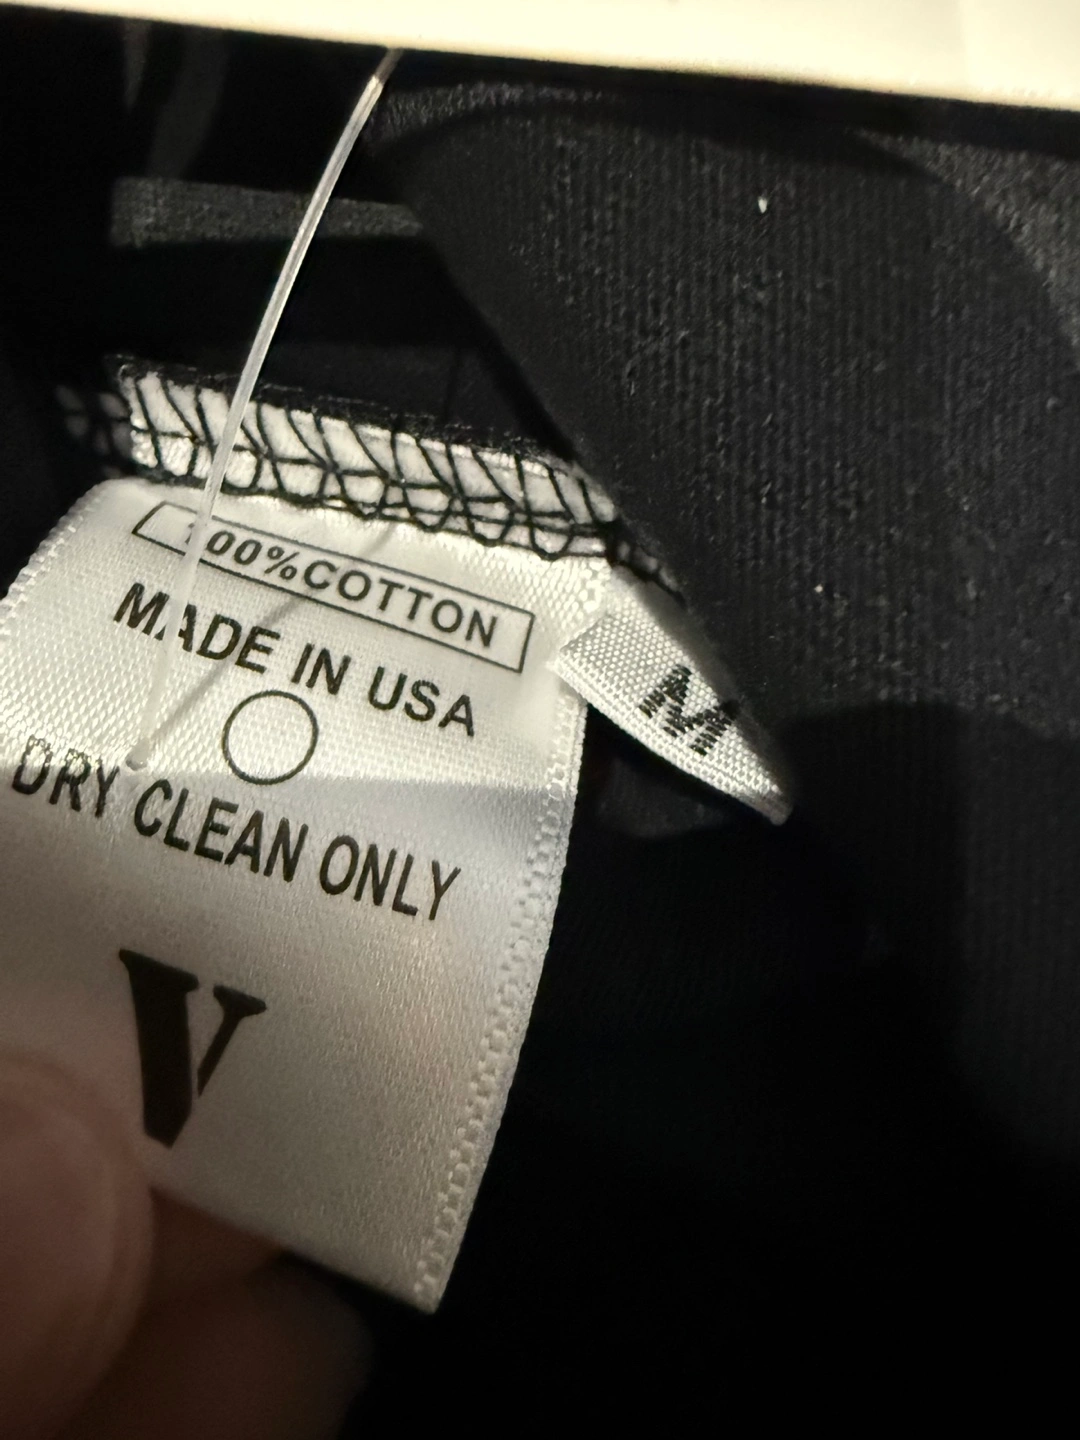 100%COTTON
MADE IN USA
M
DRY CLEAN ONLY
V